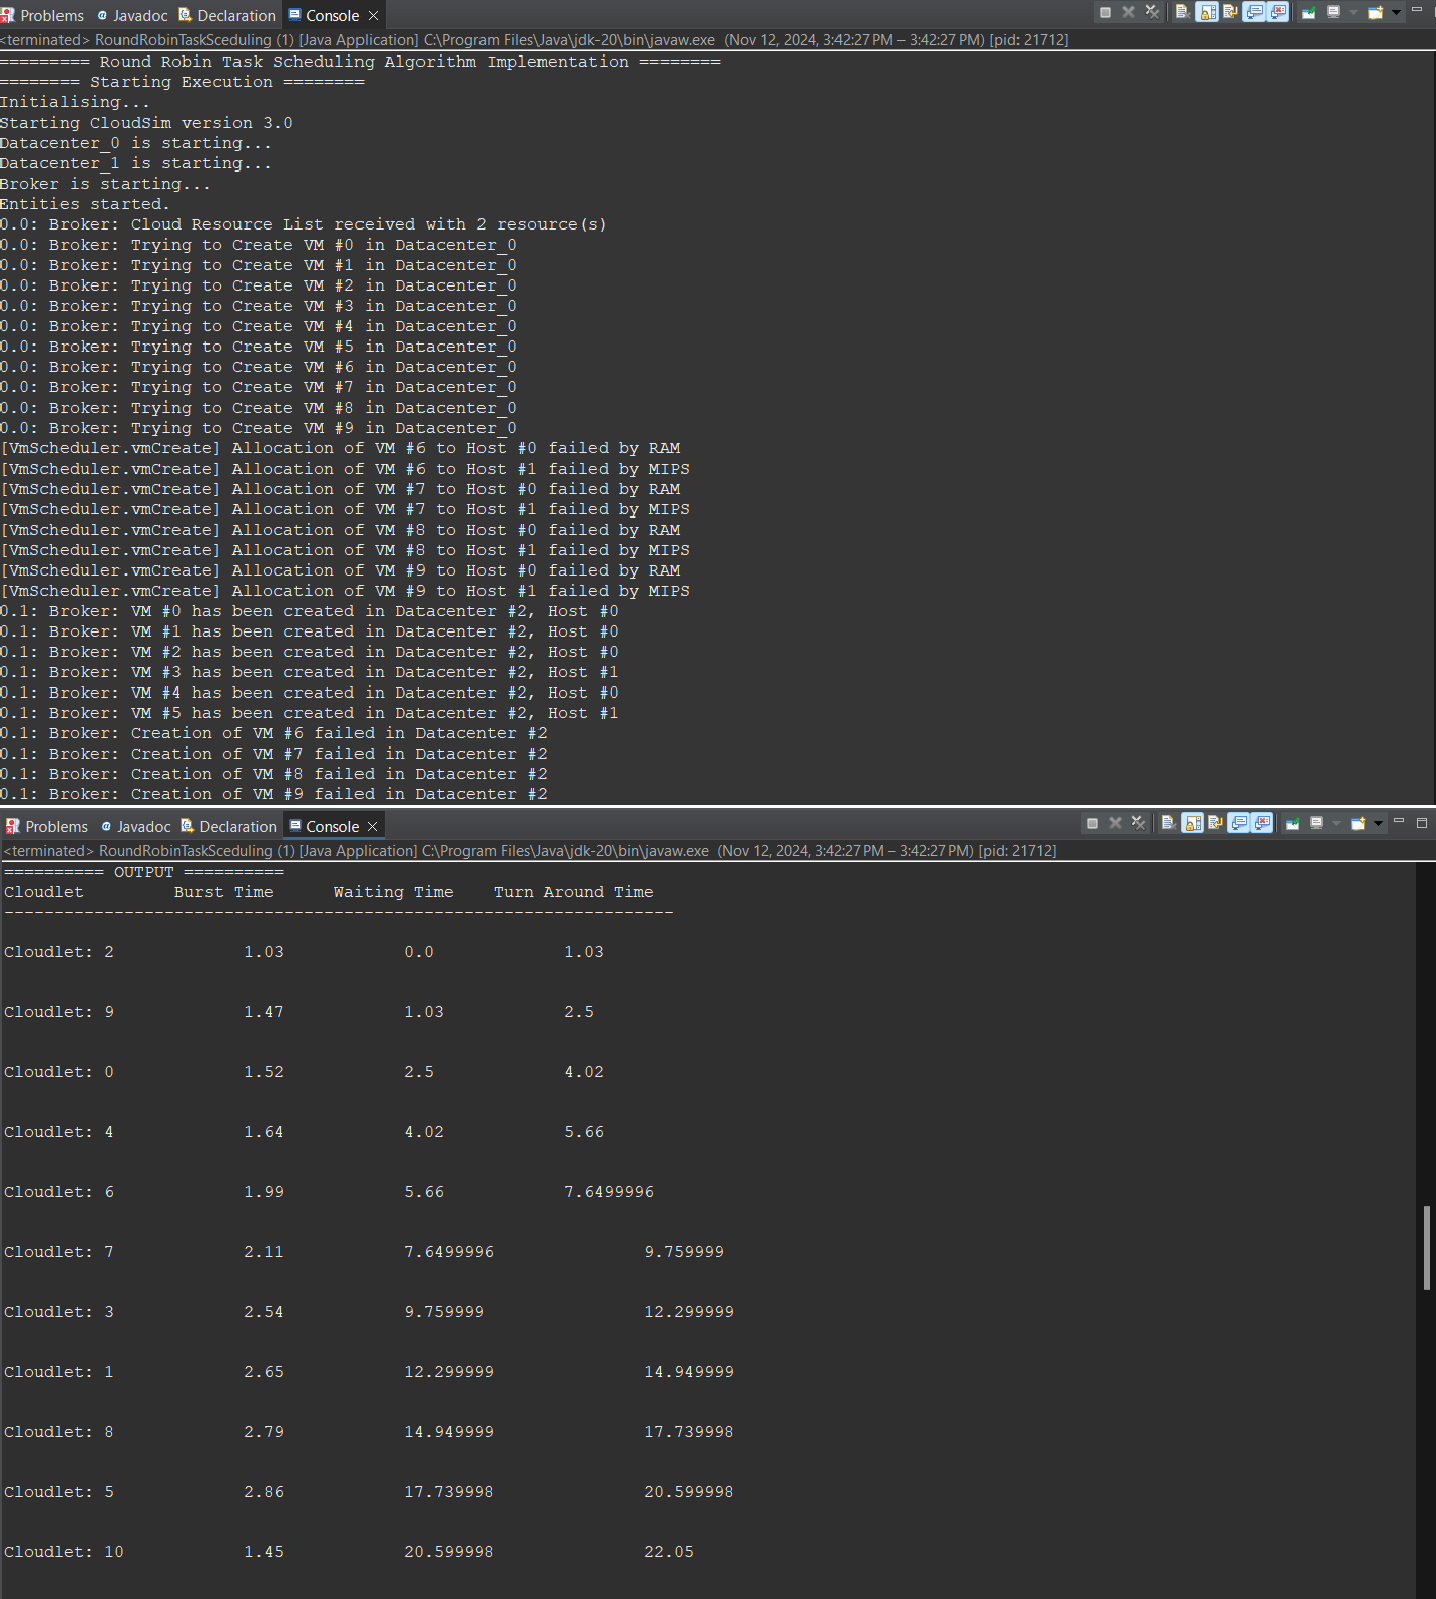 Problems @ Javadoc Declaration Console
<terminated> RoundRobinTaskSceduling (1) [Java Application] C:\Program Files\Java\jdk-20\bin\javaw.exe (Nov 12, 2024, 3:42:27 PM – 3:42:27 PM) [pid: 21712]
========= Round Robin Task Scheduling Algorithm Implementation ========
======== Starting Execution ========
Initialising...
Starting CloudSim version 3.0
Datacenter_0 is starting...
Datacenter_1 is starting...
Broker is starting...
Entities started.
0.0: Broker: Cloud Resource List received with 2 resource(s)
0.0: Broker: Trying to Create VM #0 in Datacenter_0
0.0: Broker: Trying to Create VM #1 in Datacenter_0
0.0: Broker: Trying to Create VM #2 in Datacenter_0
0.0: Broker: Trying to Create VM #3 in Datacenter_0
0.0: Broker: Trying to Create VM #4 in Datacenter_0
0.0: Broker: Trying to Create VM #5 in Datacenter_0
0.0: Broker: Trying to Create VM #6 in Datacenter_0
0.0: Broker: Trying to Create VM #7 in Datacenter_0
0.0: Broker: Trying to Create VM #8 in Datacenter_0
0.0: Broker: Trying to Create VM #9 in Datacenter_0
[VmScheduler.vmCreate] Allocation of VM #6 to Host #0 failed by RAM
[VmScheduler.vmCreate] Allocation of VM #6 to Host #1 failed by MIPS
[VmScheduler.vmCreate] Allocation of VM #7 to Host #0 failed by RAM
[VmScheduler.vmCreate] Allocation of VM #7 to Host #1 failed by MIPS
[VmScheduler.vmCreate] Allocation of VM #8 to Host #0 failed by RAM
[VmScheduler.vmCreate] Allocation of VM #8 to Host #1 failed by MIPS
[VmScheduler.vmCreate] Allocation of VM #9 to Host #0 failed by RAM
[VmScheduler.vmCreate] Allocation of VM #9 to Host #1 failed by MIPS
0.1: Broker: VM #0 has been created in Datacenter #2, Host #0
0.1: Broker: VM #1 has been created in Datacenter #2, Host #0
0.1: Broker: VM #2 has been created in Datacenter #2, Host #0
0.1: Broker: VM #3 has been created in Datacenter #2, Host #1
0.1: Broker: VM #4 has been created in Datacenter #2, Host #0
0.1: Broker: VM #5 has been created in Datacenter #2, Host #1
0.1: Broker: Creation of VM #6 failed in Datacenter #2
0.1: Broker: Creation of VM #7 failed in Datacenter #2
0.1: Broker: Creation of VM #8 failed in Datacenter #2
0.1: Broker: Creation of VM #9 failed in Datacenter #2
Problems @ Javadoc Declaration Console
<terminated> RoundRobinTaskSceduling (1) [Java Application] C:\Program Files\Java\jdk-20\bin\javaw.exe (Nov 12, 2024, 3:42:27 PM – 3:42:27 PM) [pid: 21712]
========== OUTPUT ==========
Cloudlet Burst Time Waiting Time Turn Around Time
-------------------------------------------------------------------
Cloudlet: 2 1.03 0.0 1.03
Cloudlet: 9 1.47 1.03 2.5
Cloudlet: 0 1.52 2.5 4.02
Cloudlet: 4 1.64 4.02 5.66
Cloudlet: 6 1.99 5.66 7.6499996
Cloudlet: 7 2.11 7.6499996 9.759999
Cloudlet: 3 2.54 9.759999 12.299999
Cloudlet: 1 2.65 12.299999 14.949999
Cloudlet: 8 2.79 14.949999 17.739998
Cloudlet: 5 2.86 17.739998 20.599998
Cloudlet: 10 1.45 20.599998 22.05